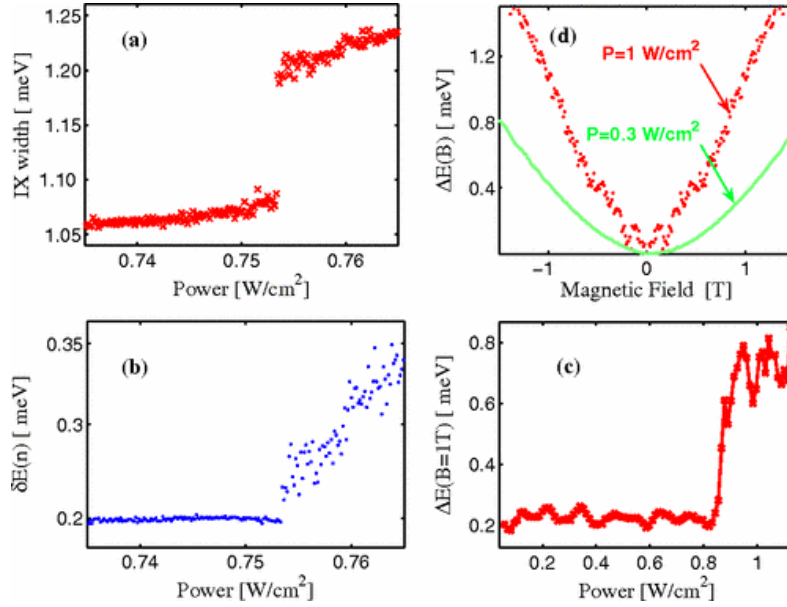 (a)
1.25
1.20
1.15
1.10
1.05
IX width [ meV]
0.74
0.75
0.76
Power [W/cm²]
(d)
P=1 W/cm²
P=0.3 W/cm²
1.2
0.8
0.4
ΔE(B) [ meV]
−1
0
1
Magnetic Field [T]
(b)
0.35
0.3
0.2
δE(n) [ meV]
0.74
0.75
0.76
Power [W/cm²]
(c)
0.8
0.6
0.4
0.2
ΔE(B=1T) [ meV]
0.2
0.4
0.6
0.8
1
Power [W/cm²]